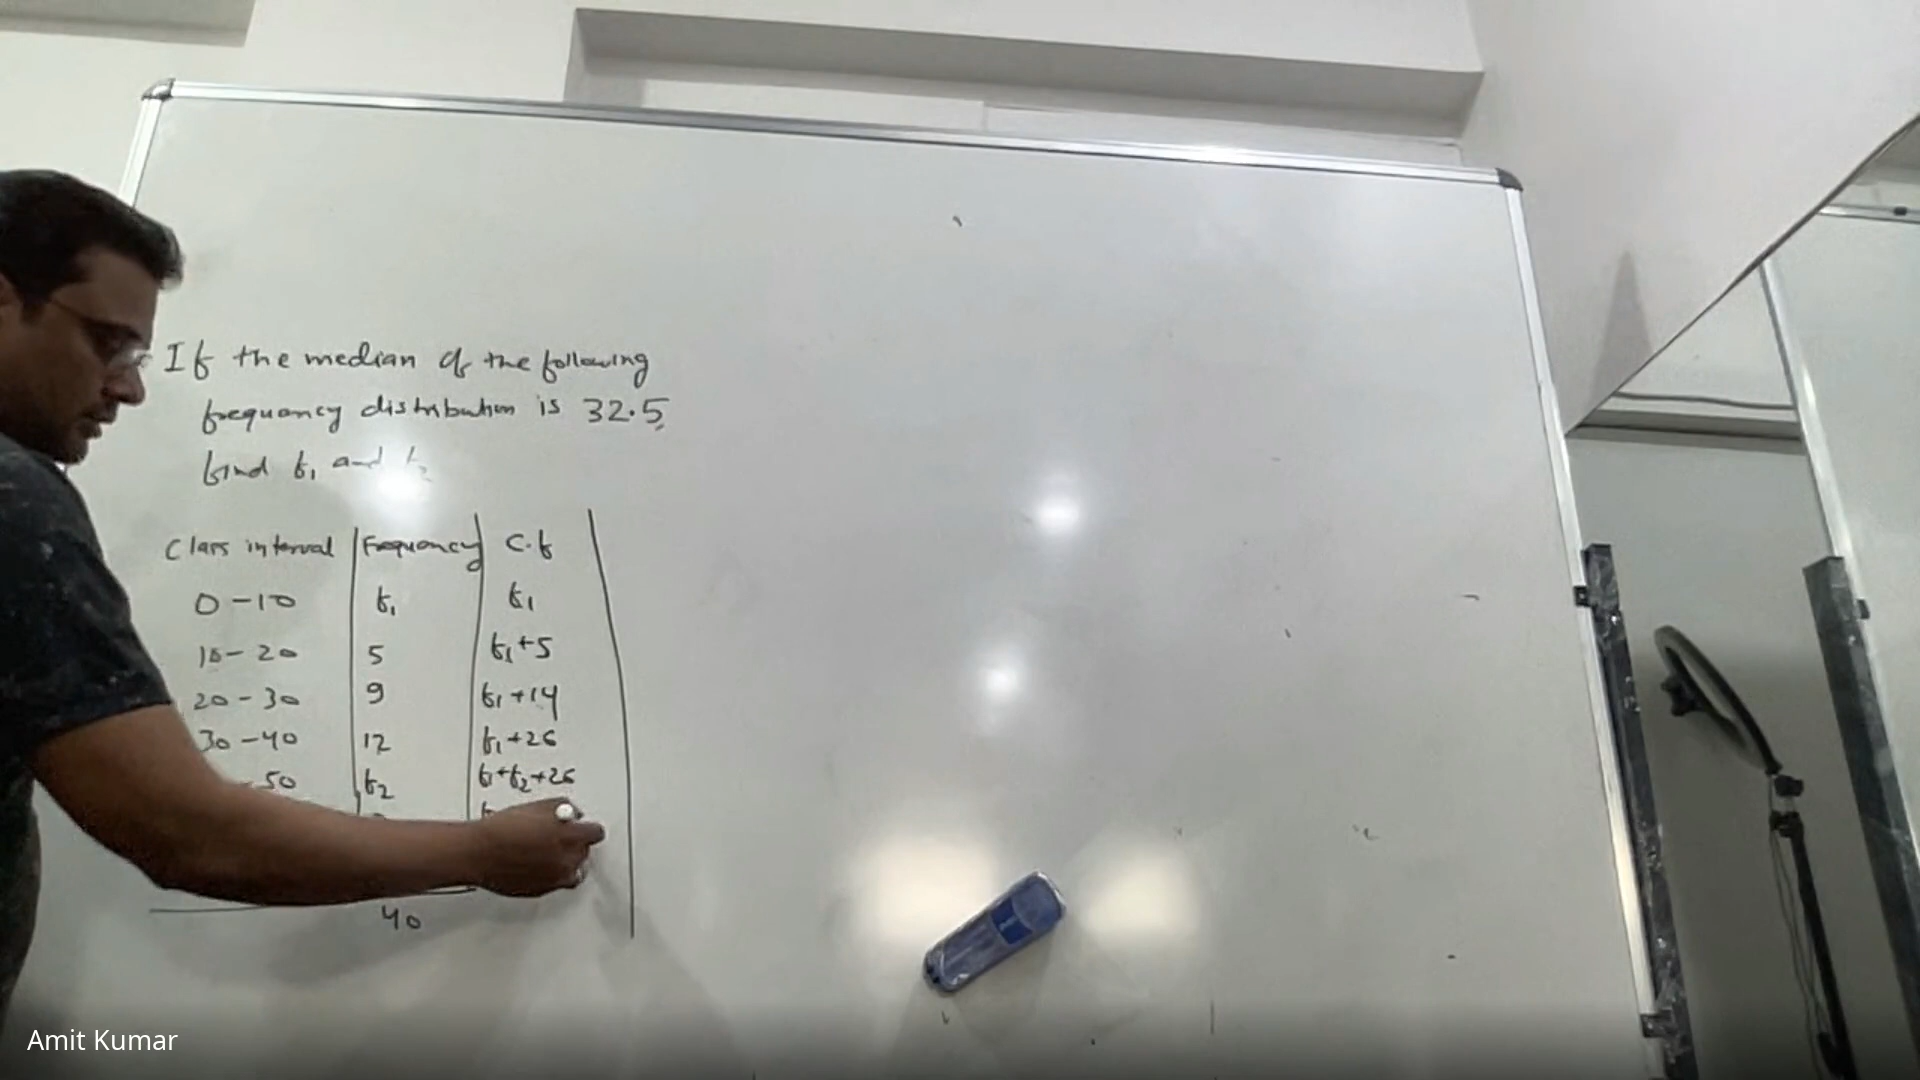 If the median of the following
frequency distribution is 32.5,
find f₁ and f₂
Class interval Frequency C.f
0-10 f₁ f₁
10-20 5 f₁+5
20-30 9 f₁+14
30-40 12 f₁+26
-50 f₂ f₁+f₂+26
40
Amit Kumar